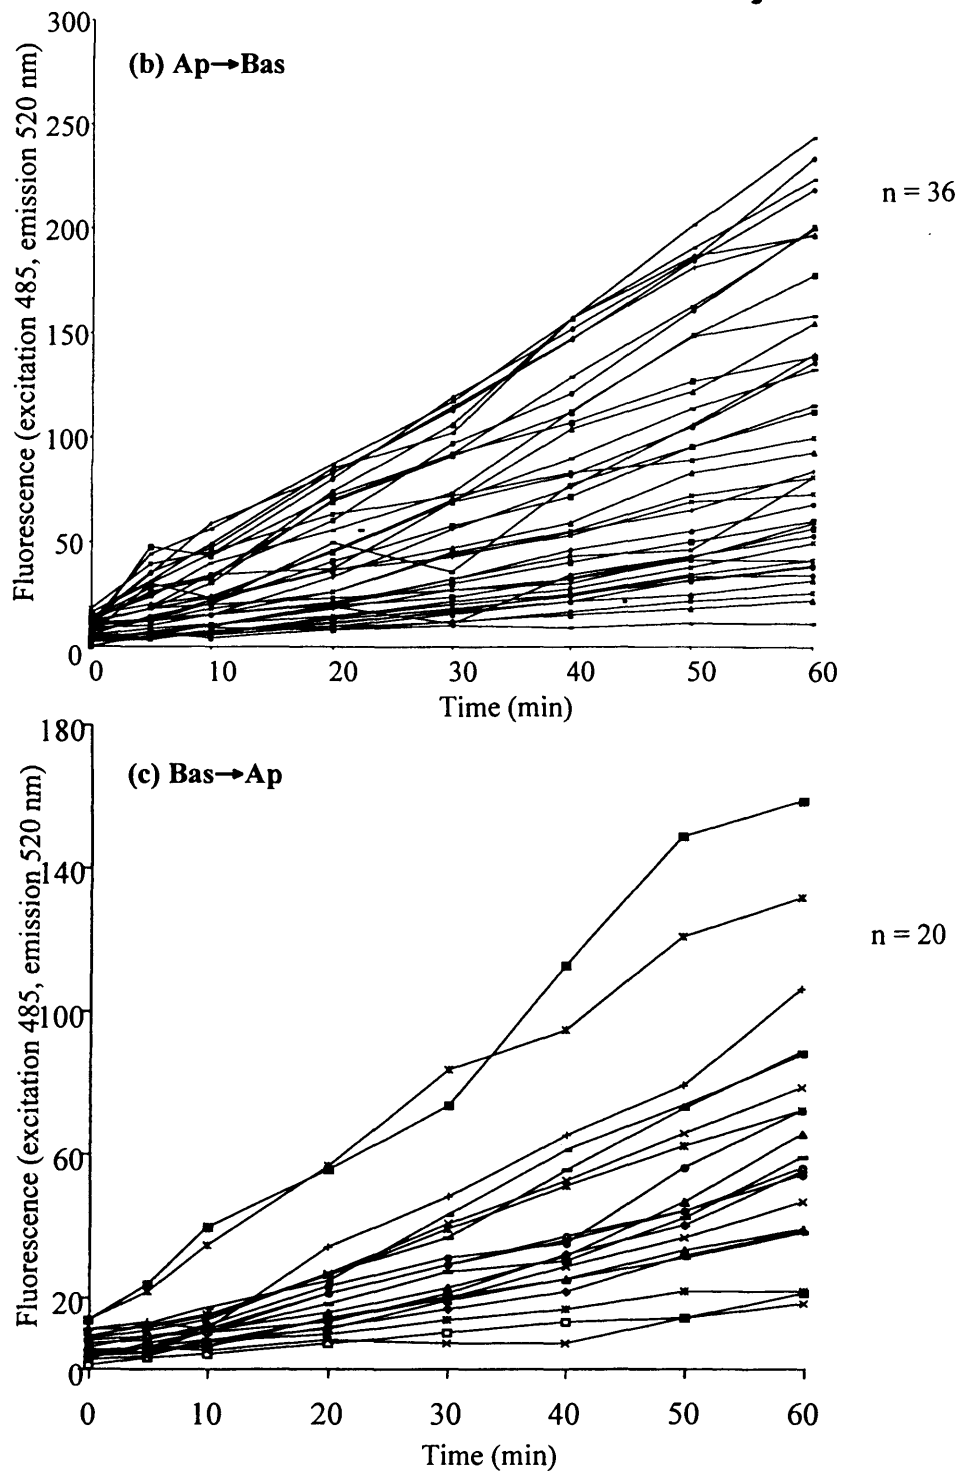 300
250
200
150
100
50
0
(b) Ap→Bas
n = 36
Fluorescence (excitation 485, emission 520 nm)
0 10 20 30 40 50 60
Time (min)
180
140
100
60
20
0
(c) Bas→Ap
n = 20
Fluorescence (excitation 485, emission 520 nm)
0 10 20 30 40 50 60
Time (min)